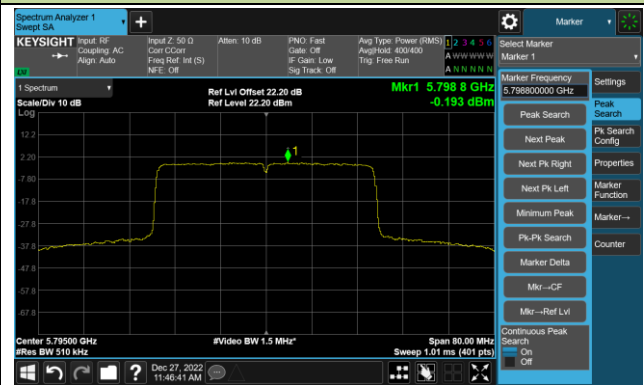 Spectrum Analyzer 1
Swept SA
Marker
KEYSIGHT Input: RF Input Z: 50 Ω Atten: 10 dB PNO: Fast Avg Type: Power (RMS) 1 2 3 4 5 6
Coupling: AC Corr CCorr Gate: Off Avg|Hold: 400/400 A W W W W W
Align: Auto Freq Ref: Int (S) IF Gain: Low Trig: Free Run
NFE: Off Sig Track: Off A N N N N N
Select Marker
Marker 1
1 Spectrum
Ref Lvl Offset 22.20 dB
Mkr1 5.798 8 GHz
Scale/Div 10 dB
Ref Level 22.20 dBm
-0.193 dBm
Log
12.2
2.20
-7.80
-17.8
-27.8
-37.8
-47.8
-57.8
-67.8
1
Center 5.79500 GHz
#Video BW 1.5 MHz*
Span 80.00 MHz
#Res BW 510 kHz
Sweep 1.01 ms (401 pts)
Marker Frequency
5.798800000 GHz
Peak Search
Next Peak
Next Pk Right
Next Pk Left
Minimum Peak
Pk-Pk Search
Marker Delta
Mkr→CF
Mkr→Ref Lvl
Continuous Peak
Search
On
Off
Settings
Peak
Search
Pk Search
Config
Properties
Marker
Function
Marker→
Counter
?
Dec 27, 2022
11:46:41 AM